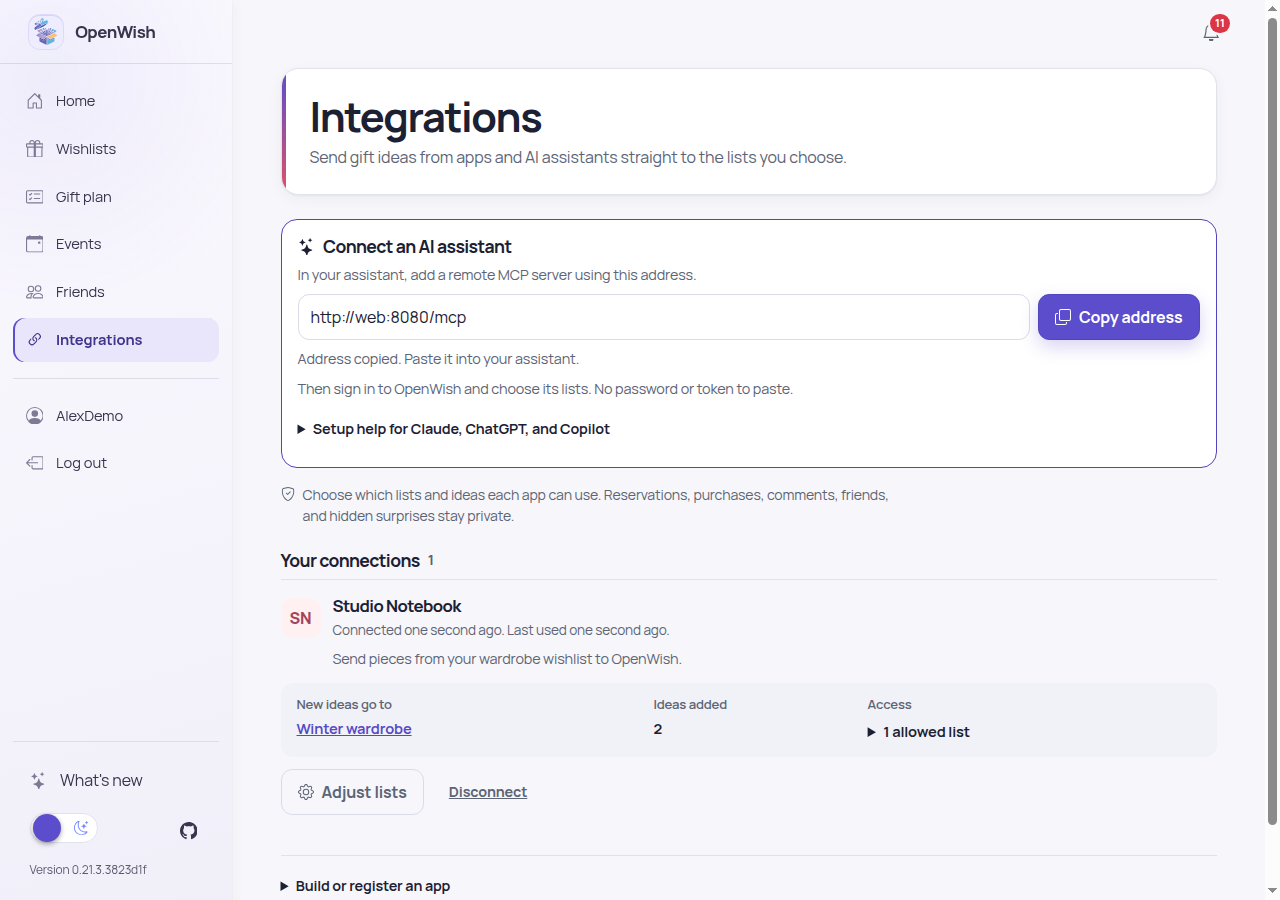 OpenWish
11
Home
Wishlists
Gift plan
Events
Friends
Integrations
AlexDemo
Log out
What's new
Version 0.21.3.3823d1f
Integrations
Send gift ideas from apps and AI assistants straight to the lists you choose.
Connect an AI assistant
In your assistant, add a remote MCP server using this address.
http://web:8080/mcp
Copy address
Address copied. Paste it into your assistant.
Then sign in to OpenWish and choose its lists. No password or token to paste.
Setup help for Claude, ChatGPT, and Copilot
Choose which lists and ideas each app can use. Reservations, purchases, comments, friends,
and hidden surprises stay private.
Your connections 1
SN
Studio Notebook
Connected one second ago. Last used one second ago.
Send pieces from your wardrobe wishlist to OpenWish.
New ideas go to
Winter wardrobe
Ideas added
2
Access
1 allowed list
Adjust lists
Disconnect
Build or register an app